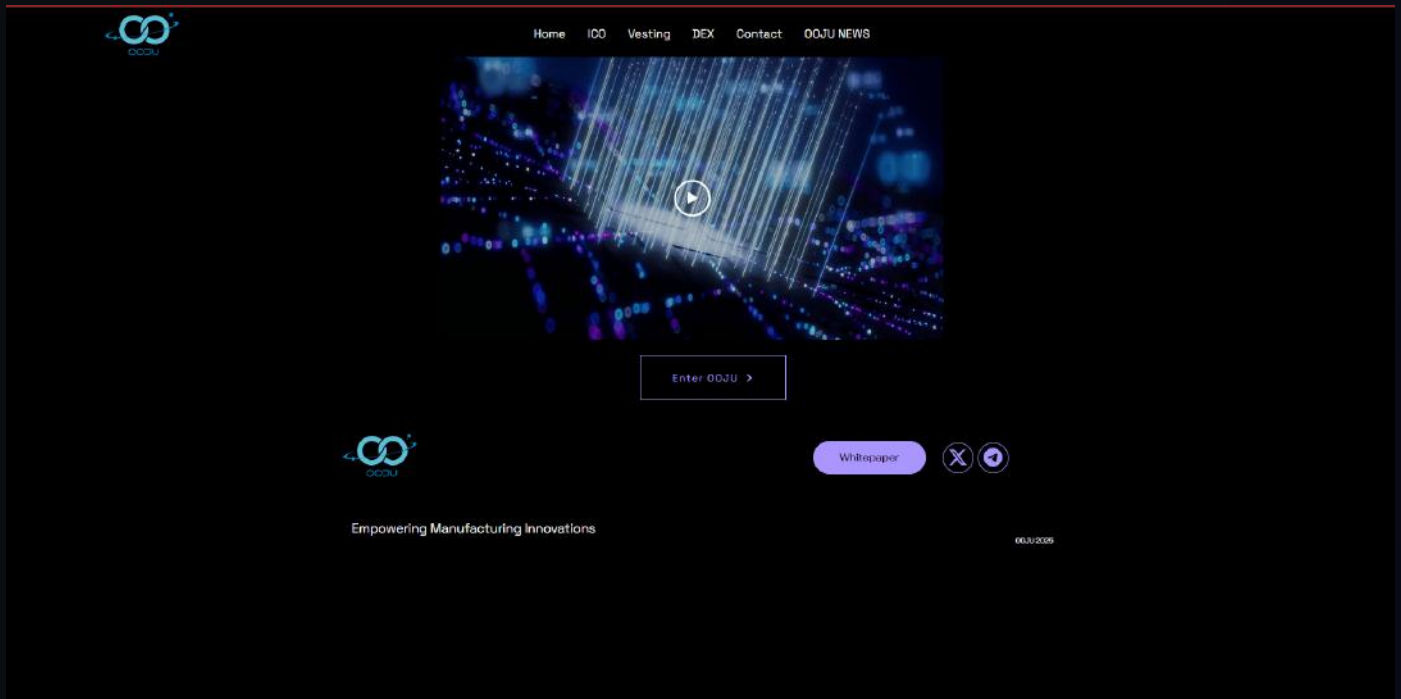 OOJU
Home ICO Vesting DEX Contact OOJU NEWS
Enter OOJU
OOJU
Whitepaper
Empowering Manufacturing Innovations
OOJU 2025